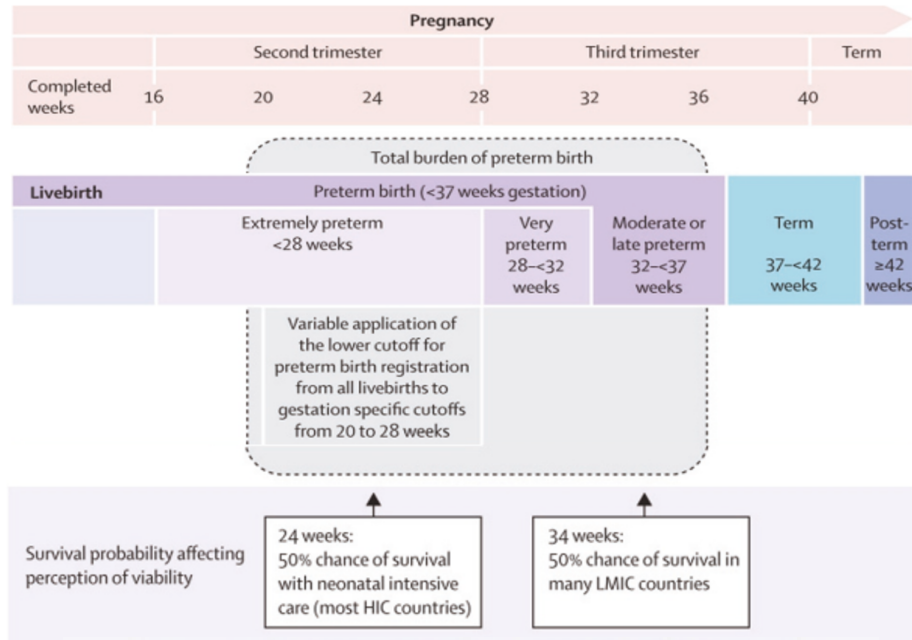 Pregnancy
Second trimester
Third trimester
Term
Completed
weeks
16
20
24
28
32
36
40
Total burden of preterm birth
Livebirth
Preterm birth (<37 weeks gestation)
Extremely preterm
<28 weeks
Very
preterm
28–<32
weeks
Moderate or
late preterm
32–<37
weeks
Term
37–<42
weeks
Post-
term
≥42
weeks
Variable application of
the lower cutoff for
preterm birth registration
from all livebirths to
gestation specific cutoffs
from 20 to 28 weeks
Survival probability affecting
perception of viability
24 weeks:
50% chance of survival
with neonatal intensive
care (most HIC countries)
34 weeks:
50% chance of survival in
many LMIC countries